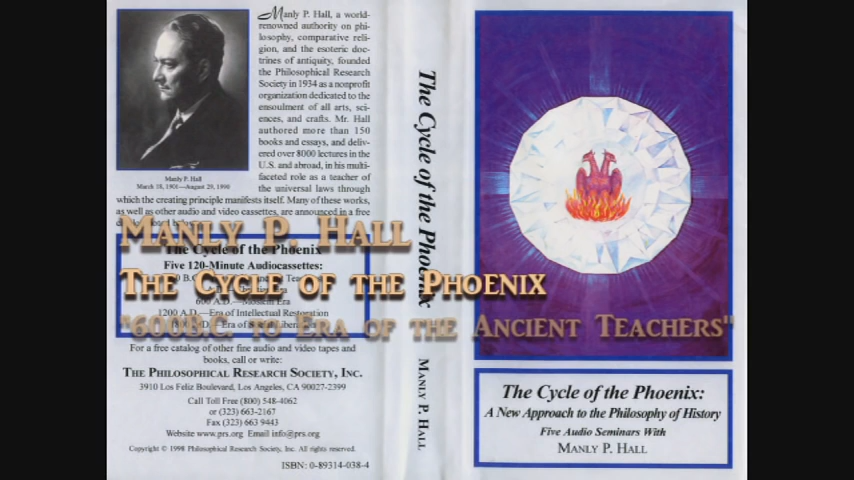 Manly P. Hall, a world-
renowned authority on phi-
losophy, comparative reli-
gion, and the esoteric doc-
trines of antiquity, founded
the Philosophical Research
Society in 1934 as a nonprofit
organization dedicated to the
ensoulment of all arts, sci-
ences, and crafts. Mr. Hall
authored more than 150
books and essays, and deliv-
ered over 8000 lectures in the
U.S. and abroad, in his multi-
faceted role as a teacher of
the universal laws through
which the creating principle manifests itself. Many of these works,
as well as other audio and video cassettes, are announced in a free
Manly P. Hall
March 18, 1901—August 29, 1990
The Cycle of the Phoenix
Five 120-Minute Audiocassettes:
600 A.D.—Moslem Era
1200 A.D.—Era of Intellectual Restoration
For a free catalog of other fine audio and video tapes and
books, call or write:
THE PHILOSOPHICAL RESEARCH SOCIETY, INC.
3910 Los Feliz Boulevard, Los Angeles, CA 90027-2399
Call Toll Free (800) 548-4062
or (323) 663-2167
Fax (323) 663 9443
Website www.prs.org Email info@prs.org
Copyright © 1998 Philosophical Research Society, Inc. All rights reserved.
ISBN: 0-89314-038-4
The Cycle of the Phoenix
MANLY P. HALL
The Cycle of the Phoenix:
A New Approach to the Philosophy of History
Five Audio Seminars With
MANLY P. HALL
MANLY P. HALL
THE CYCLE OF THE PHOENIX
"600B.C. TO ERA OF THE ANCIENT TEACHERS"